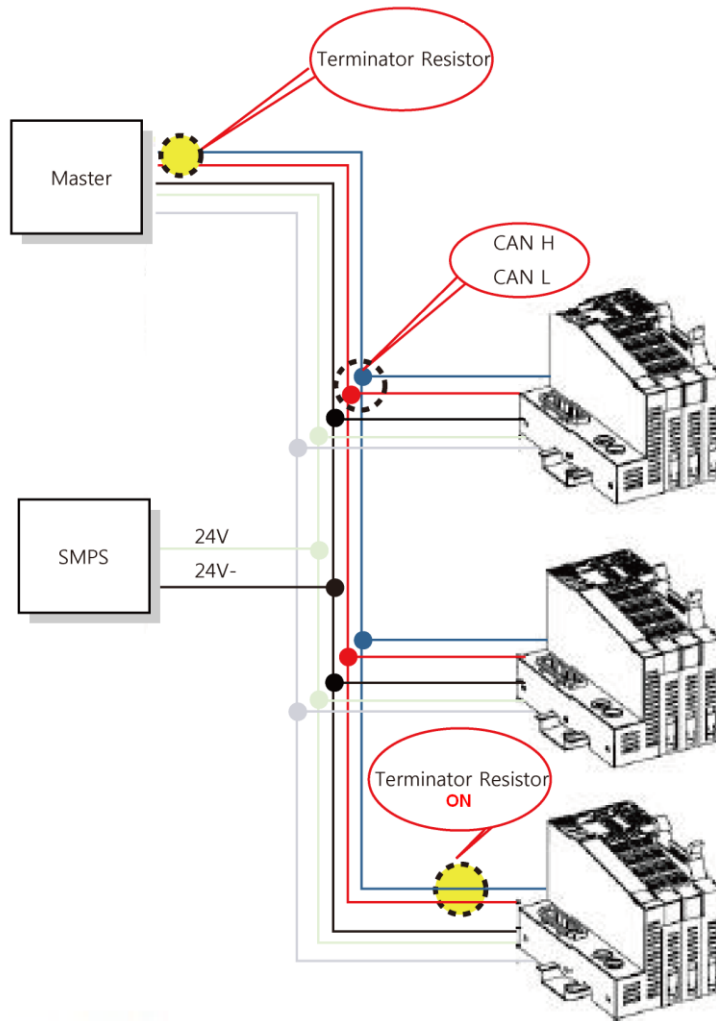 Terminator Resistor
Master
CAN H
CAN L
24V
SMPS
24V-
Terminator Resistor
ON